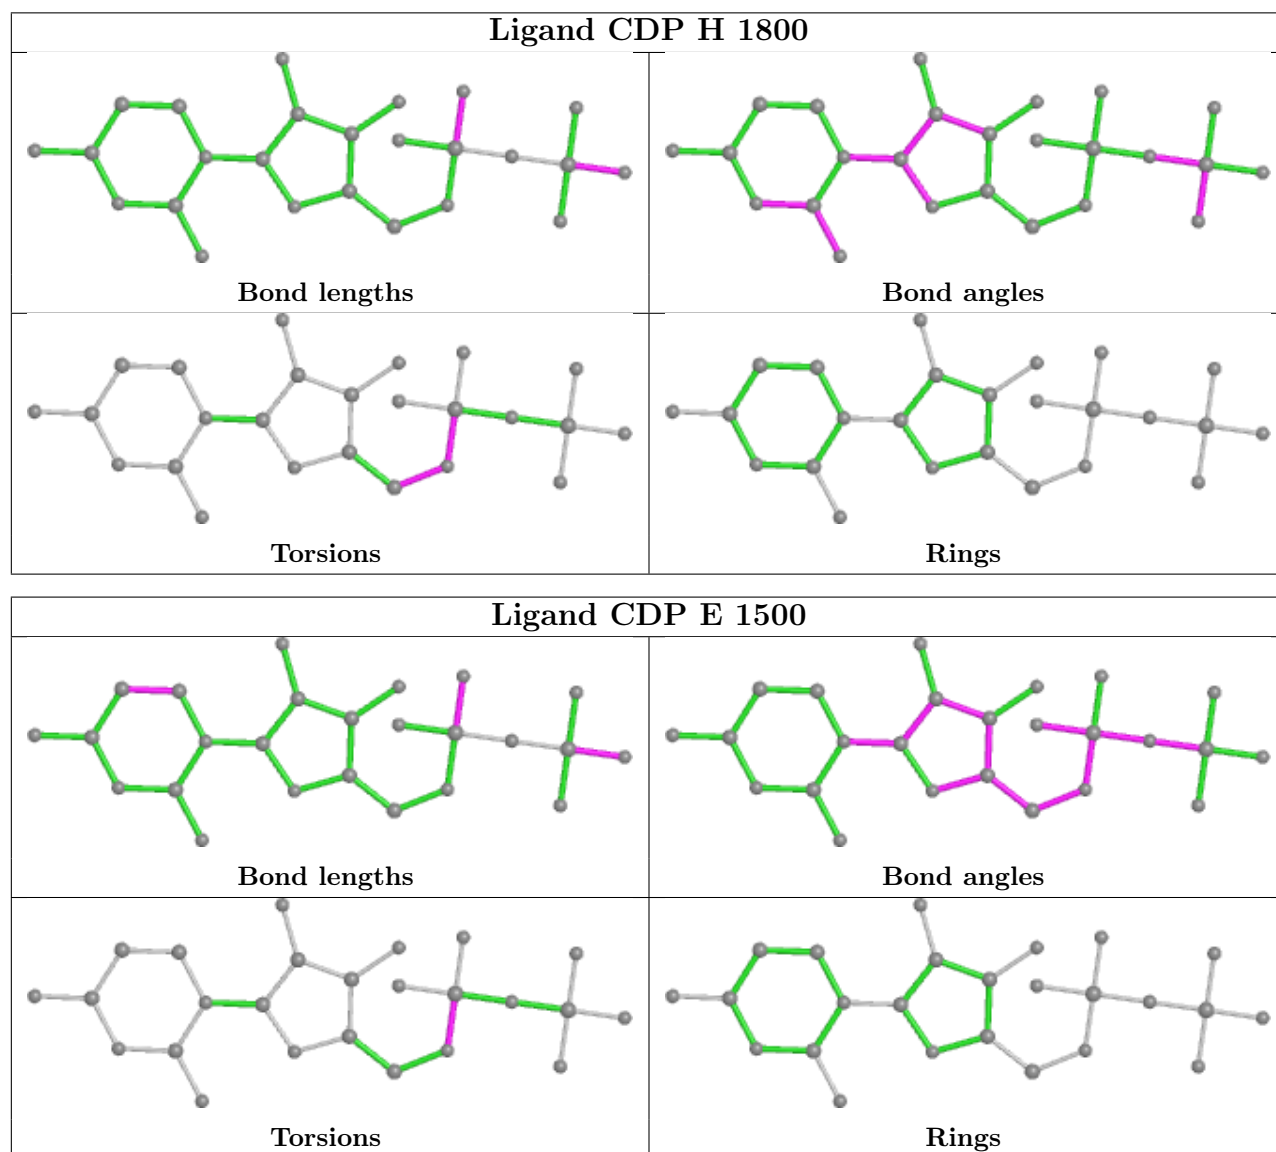 Ligand CDP H 1800
Bond lengths
Bond angles
Torsions
Rings
Ligand CDP E 1500
Bond lengths
Bond angles
Torsions
Rings